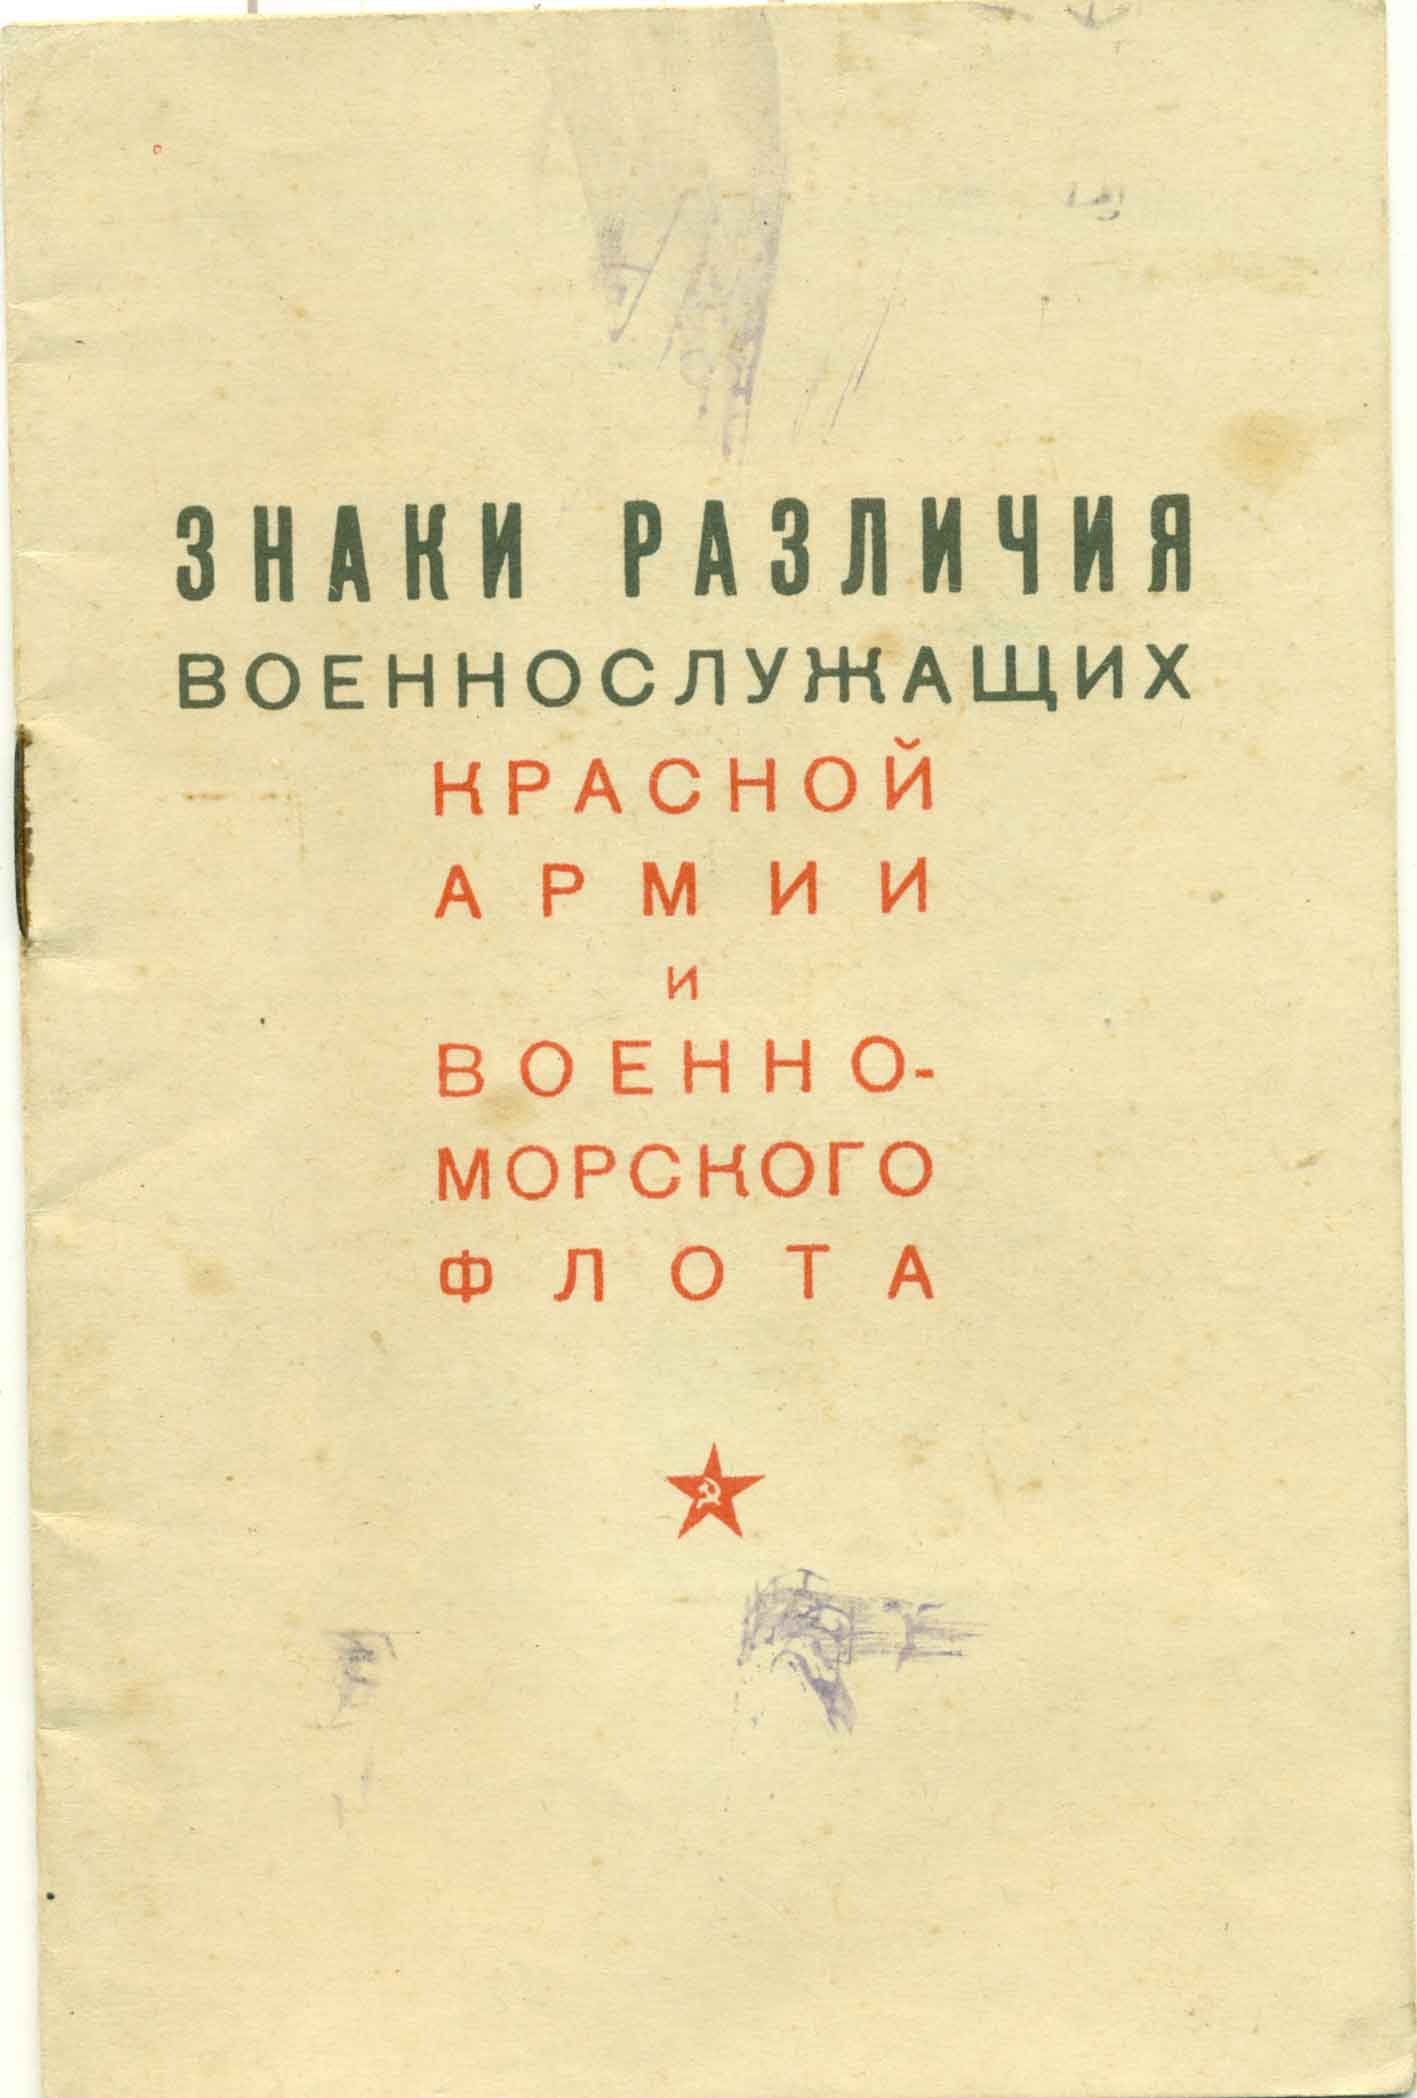 ЗНАКИ РАЗЛИЧИЯ
ВОЕННОСЛУЖАЩИХ
КРАСНОЙ
АРМИИ
и
ВОЕННО-
МОРСКОГО
ФЛОТА